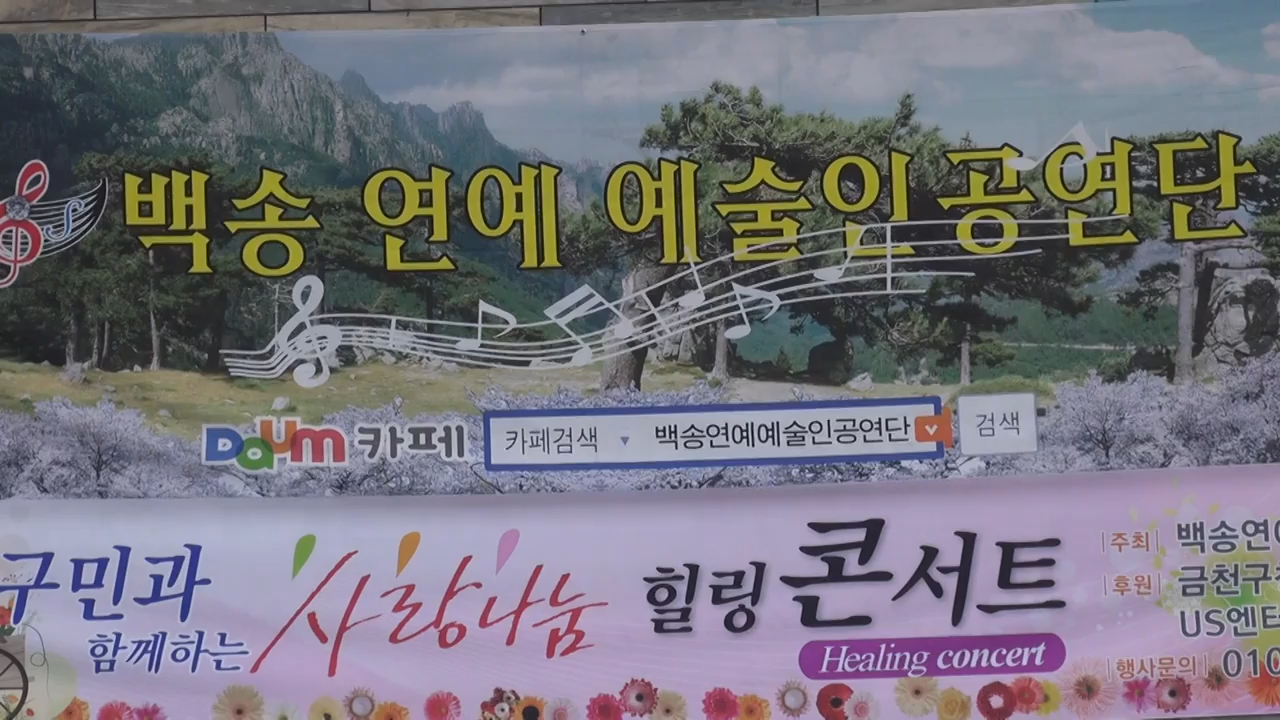 백송 연예 예술인공연단
Daum 카페 카페검색 백송연예예술인공연단 검색
구민과
함께하는
사랑나눔 힐링 콘서트
Healing concert
주최 백송연예
후원 금천구
US엔터
행사문의 010